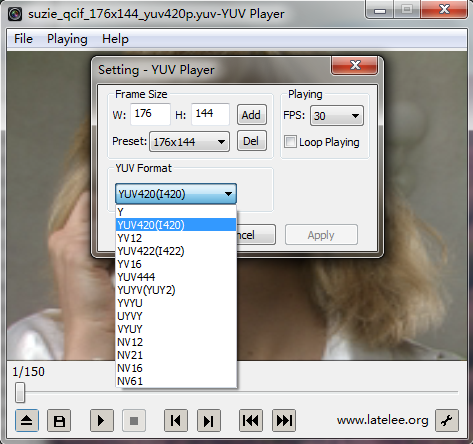 suzie_qcif_176x144_yuv420p.yuv-YUV Player
File Playing Help
Setting - YUV Player
Frame Size
W: 176 H: 144 Add
Preset: 176x144 Del
Playing
FPS: 30
Loop Playing
YUV Format
YUV420(I420)
Y
YUV420(I420)
YV12
YUV422(I422)
YV16
YUV444
YUYV(YUY2)
YVYU
UYVY
VYUY
NV12
NV21
NV16
NV61
ncel Apply
1/150
www.latelee.org